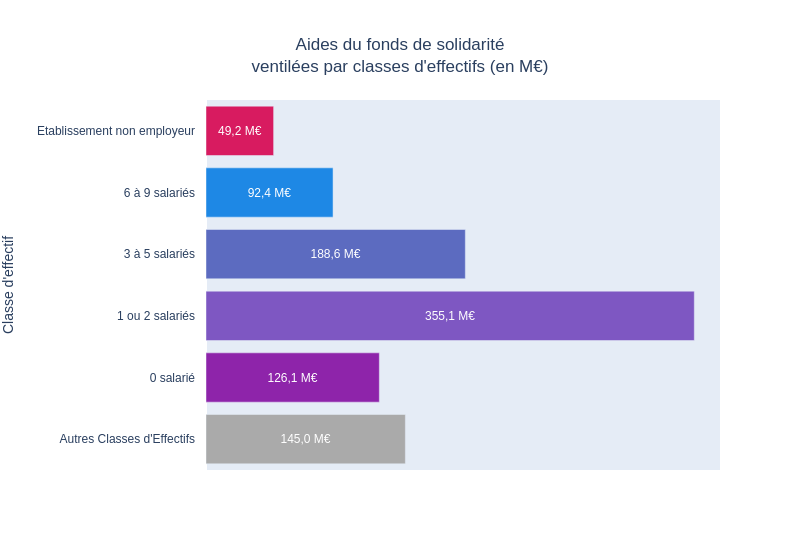 Aides du fonds de solidarité
ventilées par classes d'effectifs (en M€)
Classe d'effectif
Etablissement non employeur
49,2 M€
6 à 9 salariés
92,4 M€
3 à 5 salariés
188,6 M€
1 ou 2 salariés
355,1 M€
0 salarié
126,1 M€
Autres Classes d'Effectifs
145,0 M€